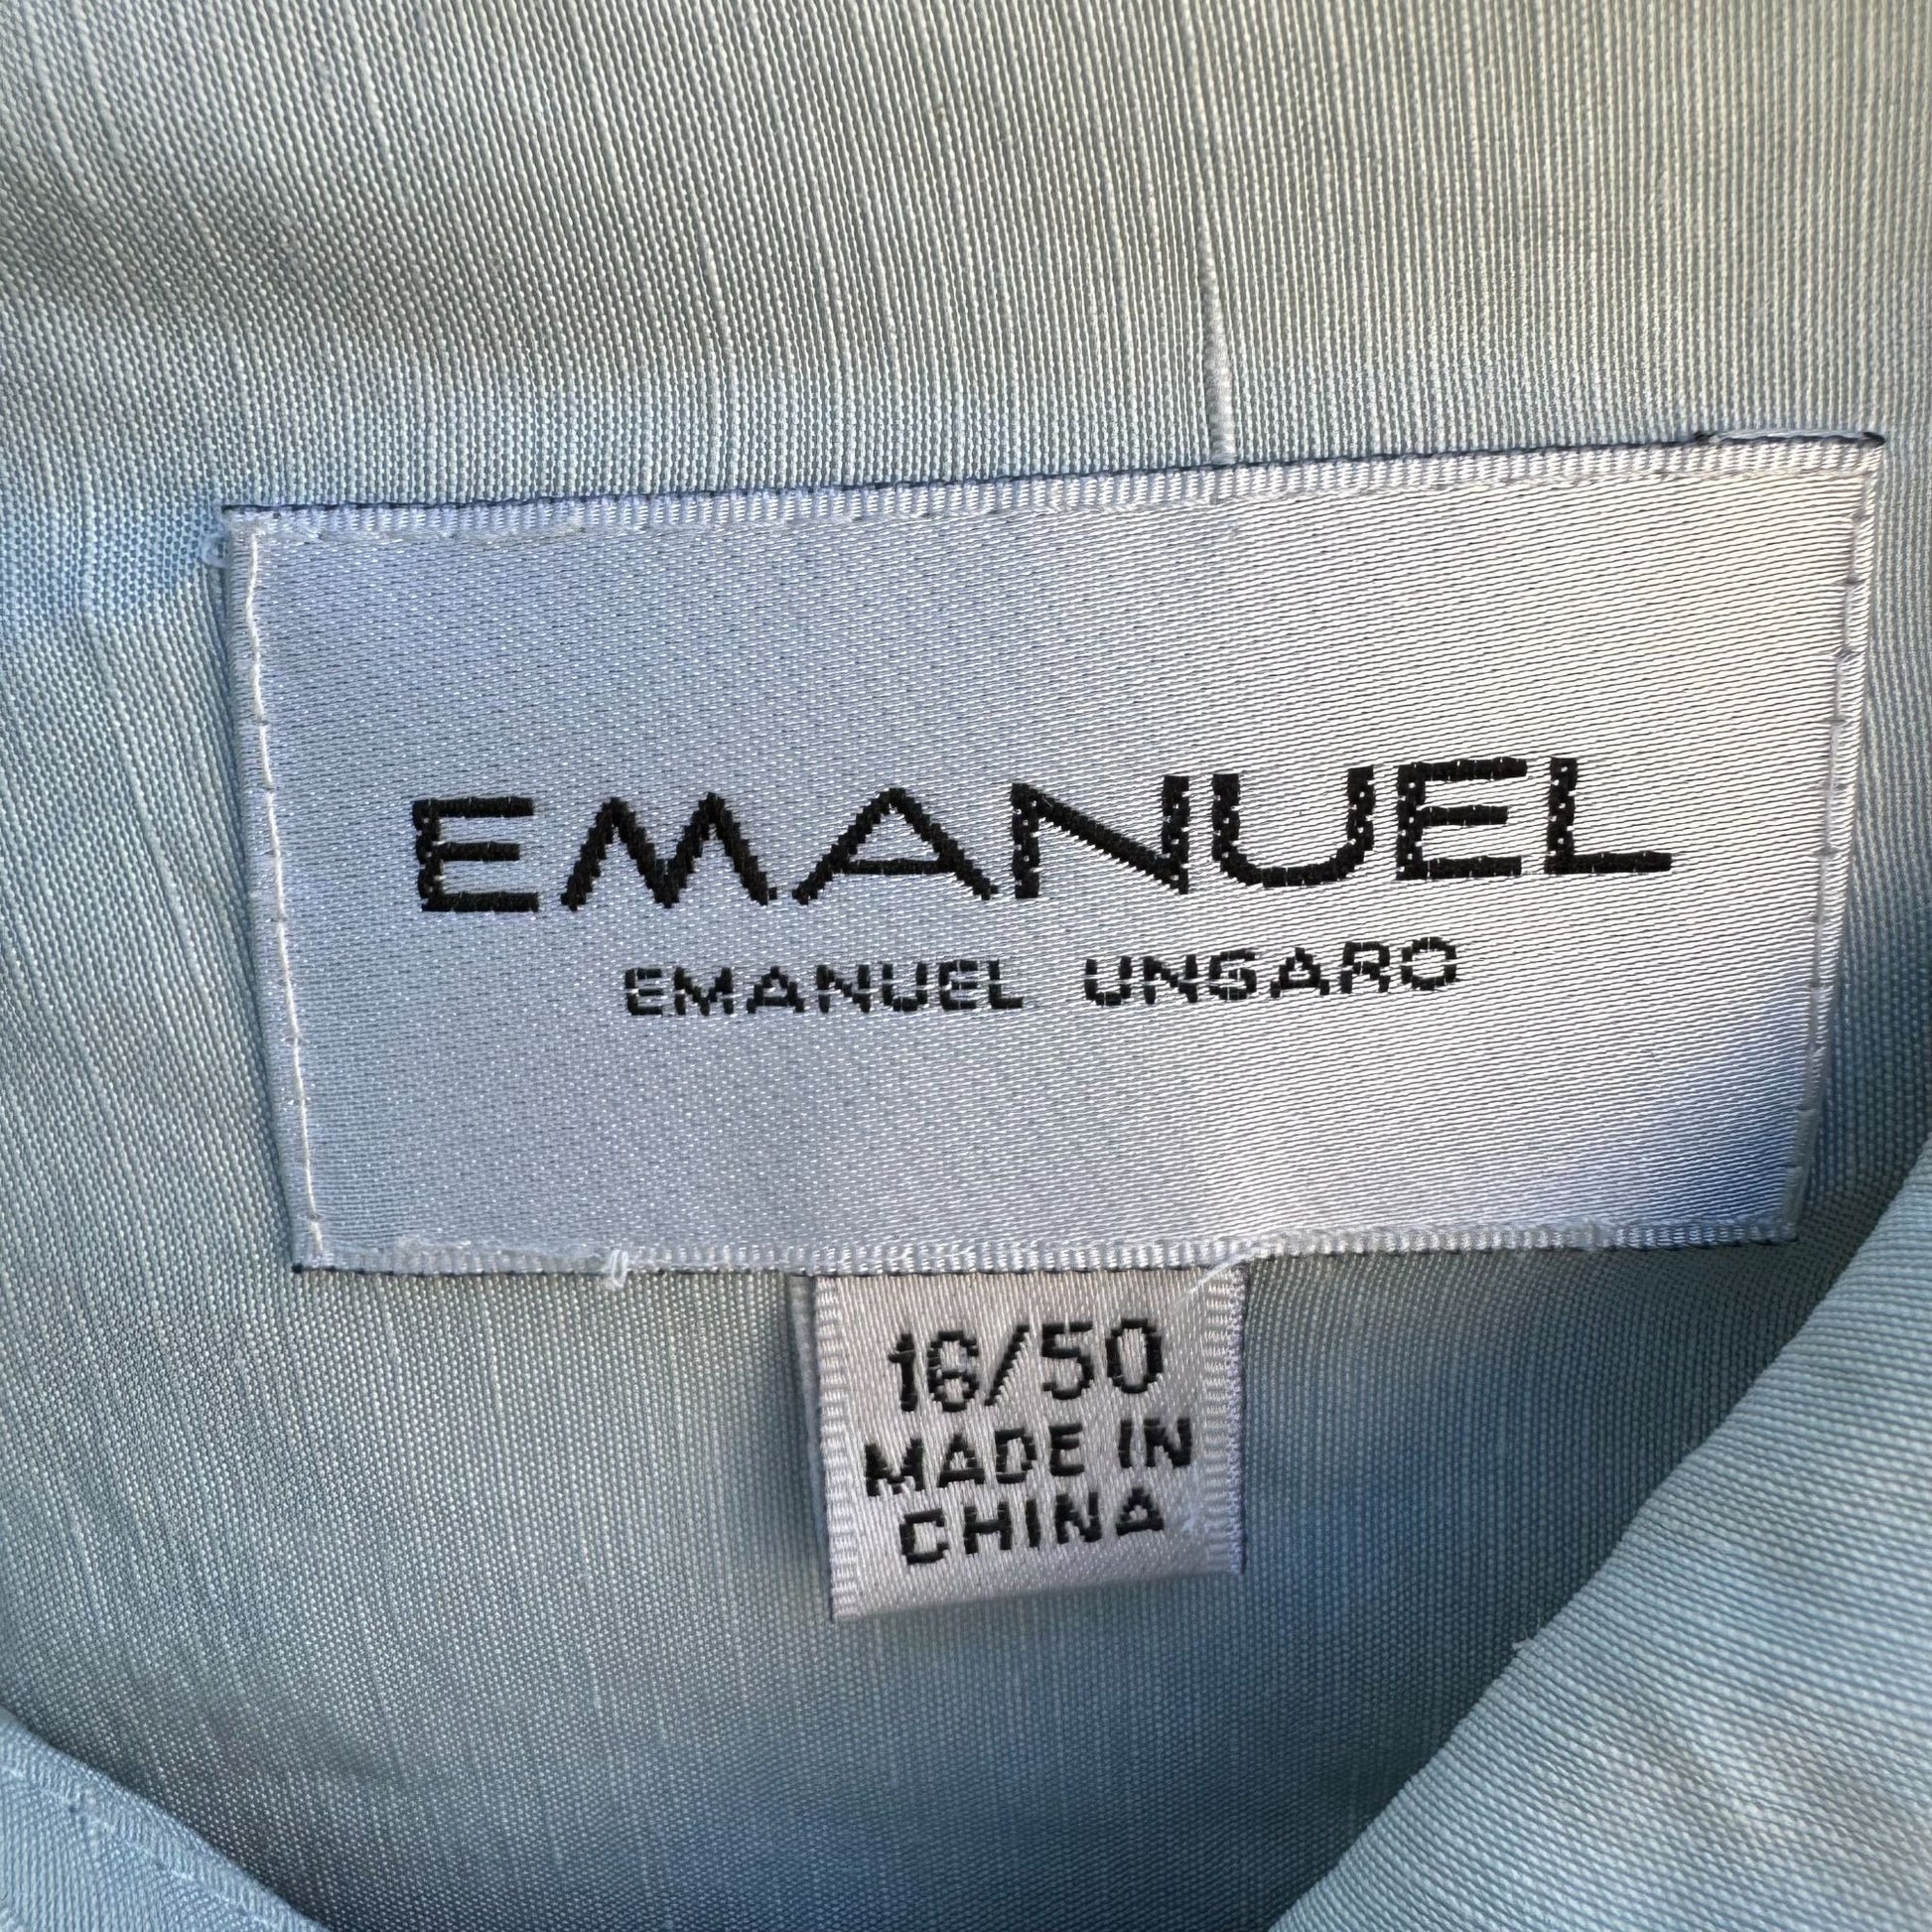 EMANUEL
EMANUEL UNGARO
16/50
MADE IN
CHINA